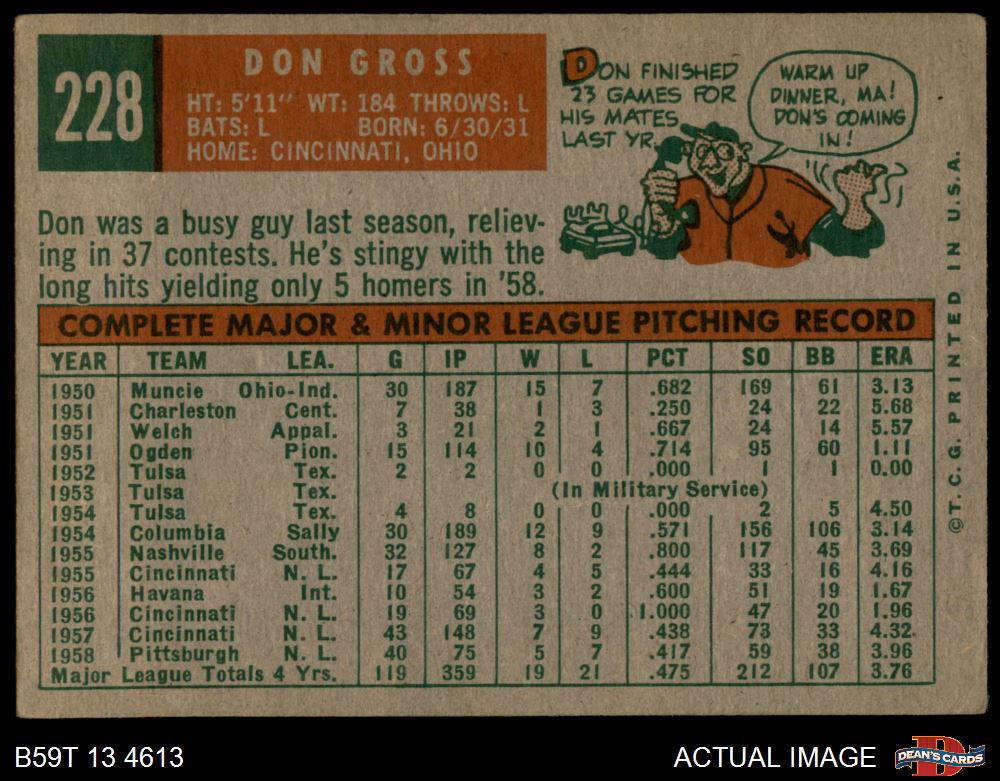 228
DON GROSS
HT: 5'11" WT: 184 THROWS: L
BATS: L BORN: 6/30/31
HOME: CINCINNATI, OHIO
DON FINISHED
23 GAMES FOR
HIS MATES
LAST YR.
WARM UP
DINNER, MA!
DON'S COMING
IN!
Don was a busy guy last season, reliev-
ing in 37 contests. He's stingy with the
long hits yielding only 5 homers in '58.
COMPLETE MAJOR & MINOR LEAGUE PITCHING RECORD
YEAR TEAM LEA. G IP W L PCT SO BB ERA
1950 Muncie Ohio-Ind. 30 187 15 7 .682 169 61 3.13
1951 Charleston Cent. 7 38 1 3 .250 24 22 5.68
1951 Welch Appal. 3 21 2 1 .667 24 14 5.57
1951 Ogden Pion. 15 114 10 4 .714 95 60 1.11
1952 Tulsa Tex. 2 2 0 0 .000 1 1 0.00
1953 Tulsa Tex. (In Military Service)
1954 Tulsa Tex. 4 8 0 0 .000 2 5 4.50
1954 Columbia Sally 30 189 12 9 .571 156 106 3.14
1955 Nashville South. 32 127 8 2 .800 117 45 3.69
1955 Cincinnati N. L. 17 67 4 5 .444 33 16 4.16
1956 Havana Int. 10 54 3 2 .600 51 19 1.67
1956 Cincinnati N. L. 19 69 3 0 1.000 47 20 1.96
1957 Cincinnati N. L. 43 148 7 9 .438 73 33 4.32
1958 Pittsburgh N. L. 40 75 5 7 .417 59 38 3.96
Major League Totals 4 Yrs. 119 359 19 21 .475 212 107 3.76
©T. C. G. PRINTED IN U.S.A.
B59T 13 4613
ACTUAL IMAGE
D
DEAN'S CARDS